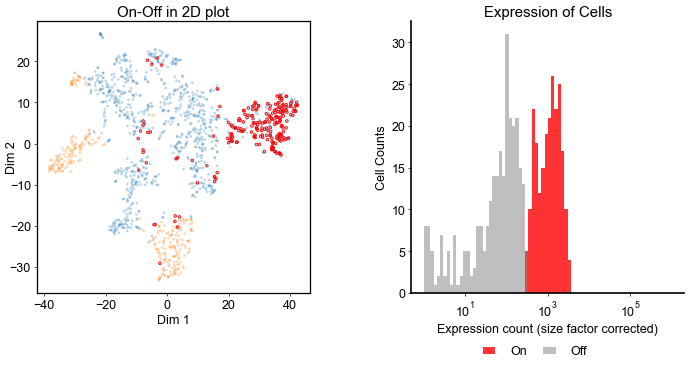 On-Off in 2D plot
Dim 2
20
10
0
−10
−20
−30
−40 −20 0 20 40
Dim 1
Expression of Cells
Cell Counts
30
25
20
15
10
5
0
10^1 10^3 10^5
Expression count (size factor corrected)
On Off